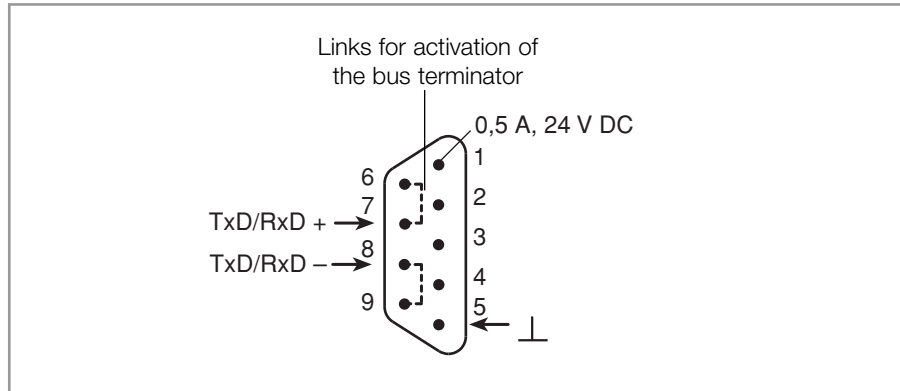 Links for activation of
the bus terminator
0,5 A, 24 V DC
1
6
2
7
TxD/RxD +
3
8
TxD/RxD –
4
9
5